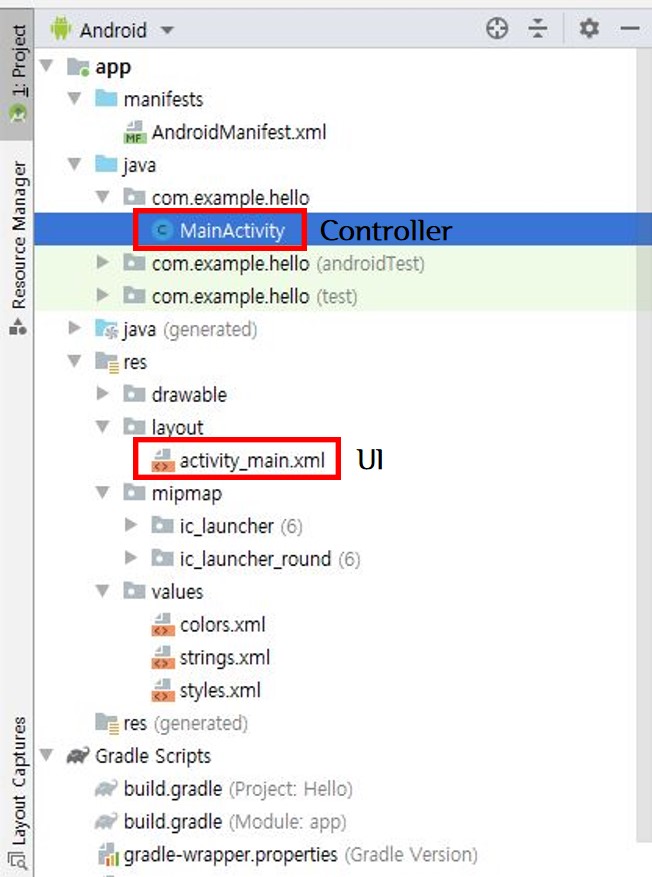 1: Project
Resource Manager
Layout Captures
Android
app
manifests
AndroidManifest.xml
java
com.example.hello
MainActivity Controller
com.example.hello (androidTest)
com.example.hello (test)
java (generated)
res
drawable
layout
activity_main.xml UI
mipmap
ic_launcher (6)
ic_launcher_round (6)
values
colors.xml
strings.xml
styles.xml
res (generated)
Gradle Scripts
build.gradle (Project: Hello)
build.gradle (Module: app)
gradle-wrapper.properties (Gradle Version)